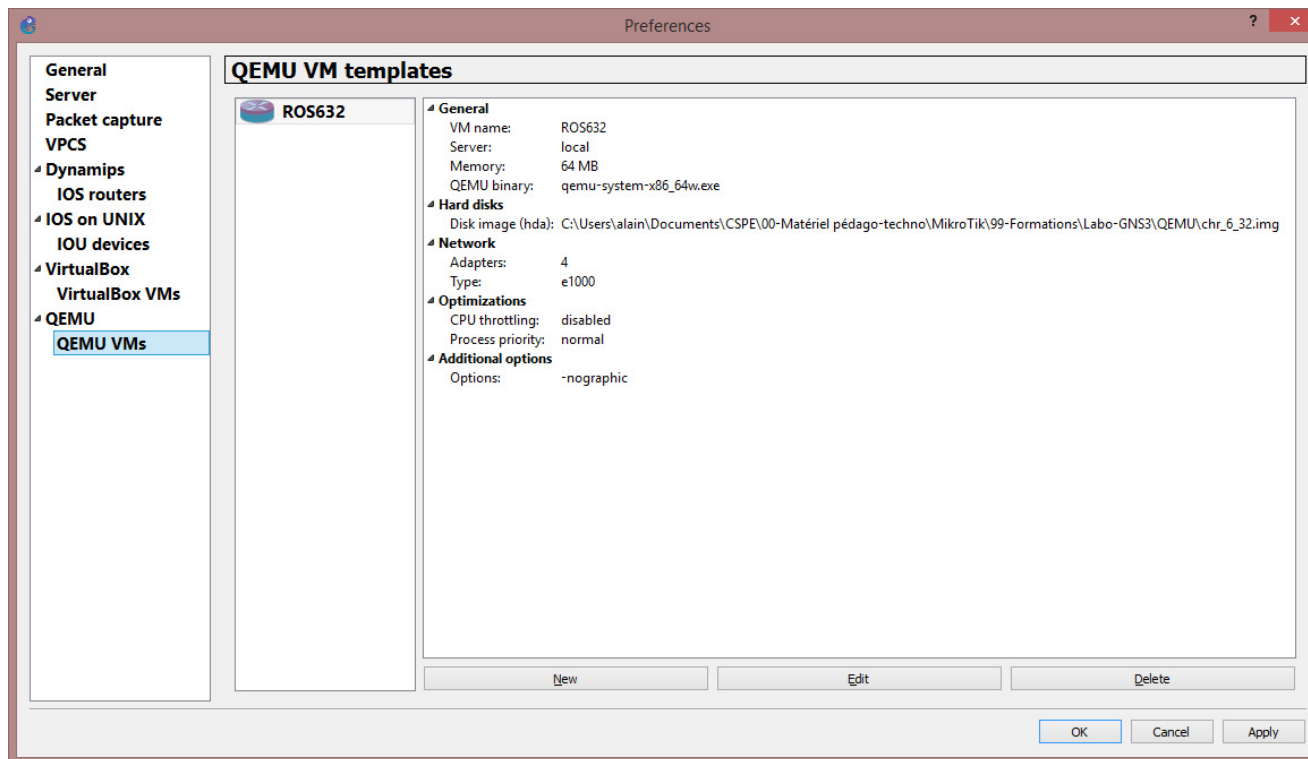 Preferences
?
×
General
Server
Packet capture
VPCS
Dynamips
IOS routers
IOS on UNIX
IOU devices
VirtualBox
VirtualBox VMs
QEMU
QEMU VMs
QEMU VM templates
ROS632
General
VM name: ROS632
Server: local
Memory: 64 MB
QEMU binary: qemu-system-x86_64w.exe
Hard disks
Disk image (hda): C:\Users\alain\Documents\CSPE\00-Matériel pédago-techno\MikroTik\99-Formations\Labo-GNS3\QEMU\chr_6_32.img
Network
Adapters: 4
Type: e1000
Optimizations
CPU throttling: disabled
Process priority: normal
Additional options
Options: -nographic
New Edit Delete
OK Cancel Apply